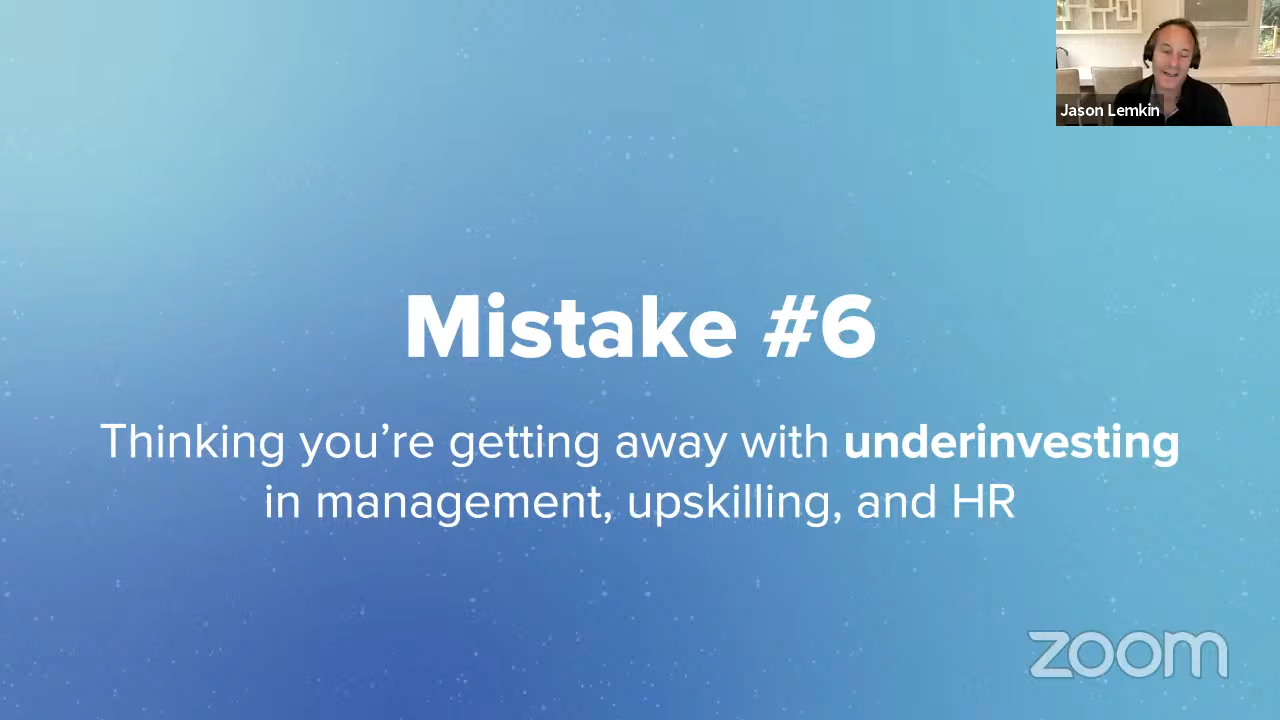 Jason Lemkin
Mistake #6
Thinking you’re getting away with underinvesting
in management, upskilling, and HR
zoom